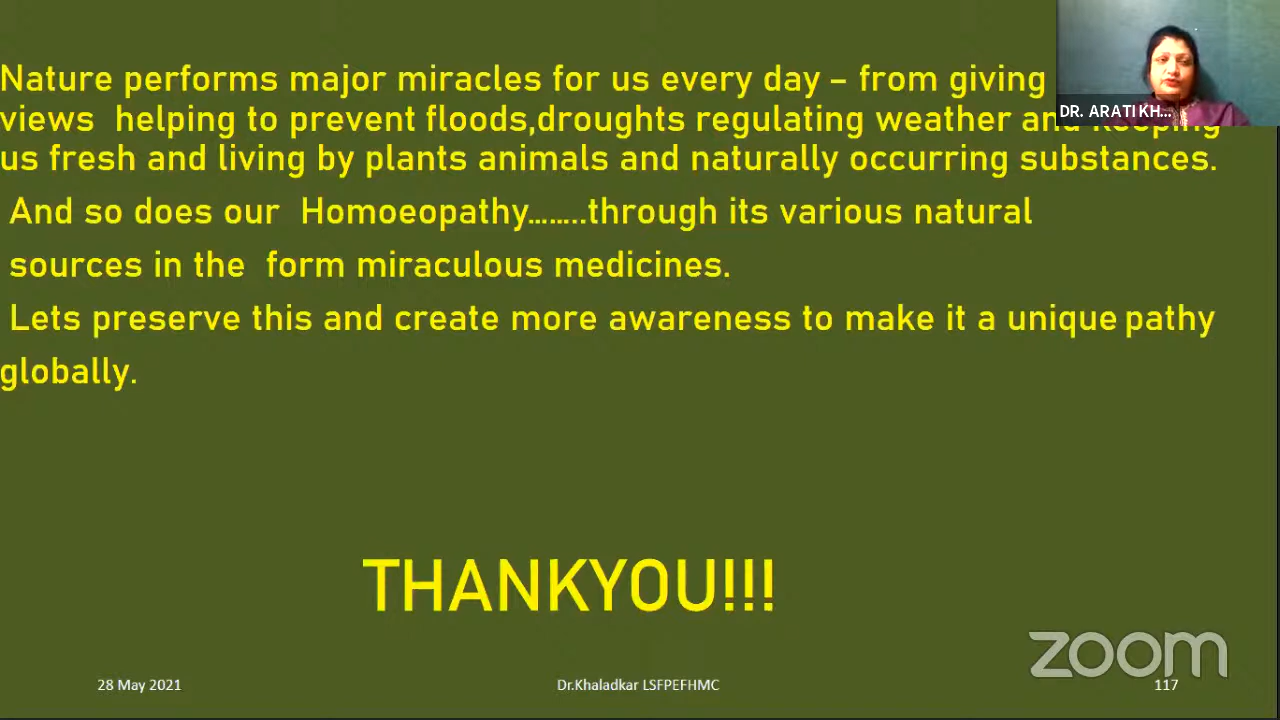 Nature performs major miracles for us every day – from giving
views helping to prevent floods,droughts regulating weather and keeping
us fresh and living by plants animals and naturally occurring substances.
And so does our Homoeopathy........through its various natural
sources in the form miraculous medicines.
Lets preserve this and create more awareness to make it a unique pathy
globally.
THANKYOU!!!
DR. ARATI KH...
zoom
28 May 2021
Dr.Khaladkar LSFPEFHMC
117